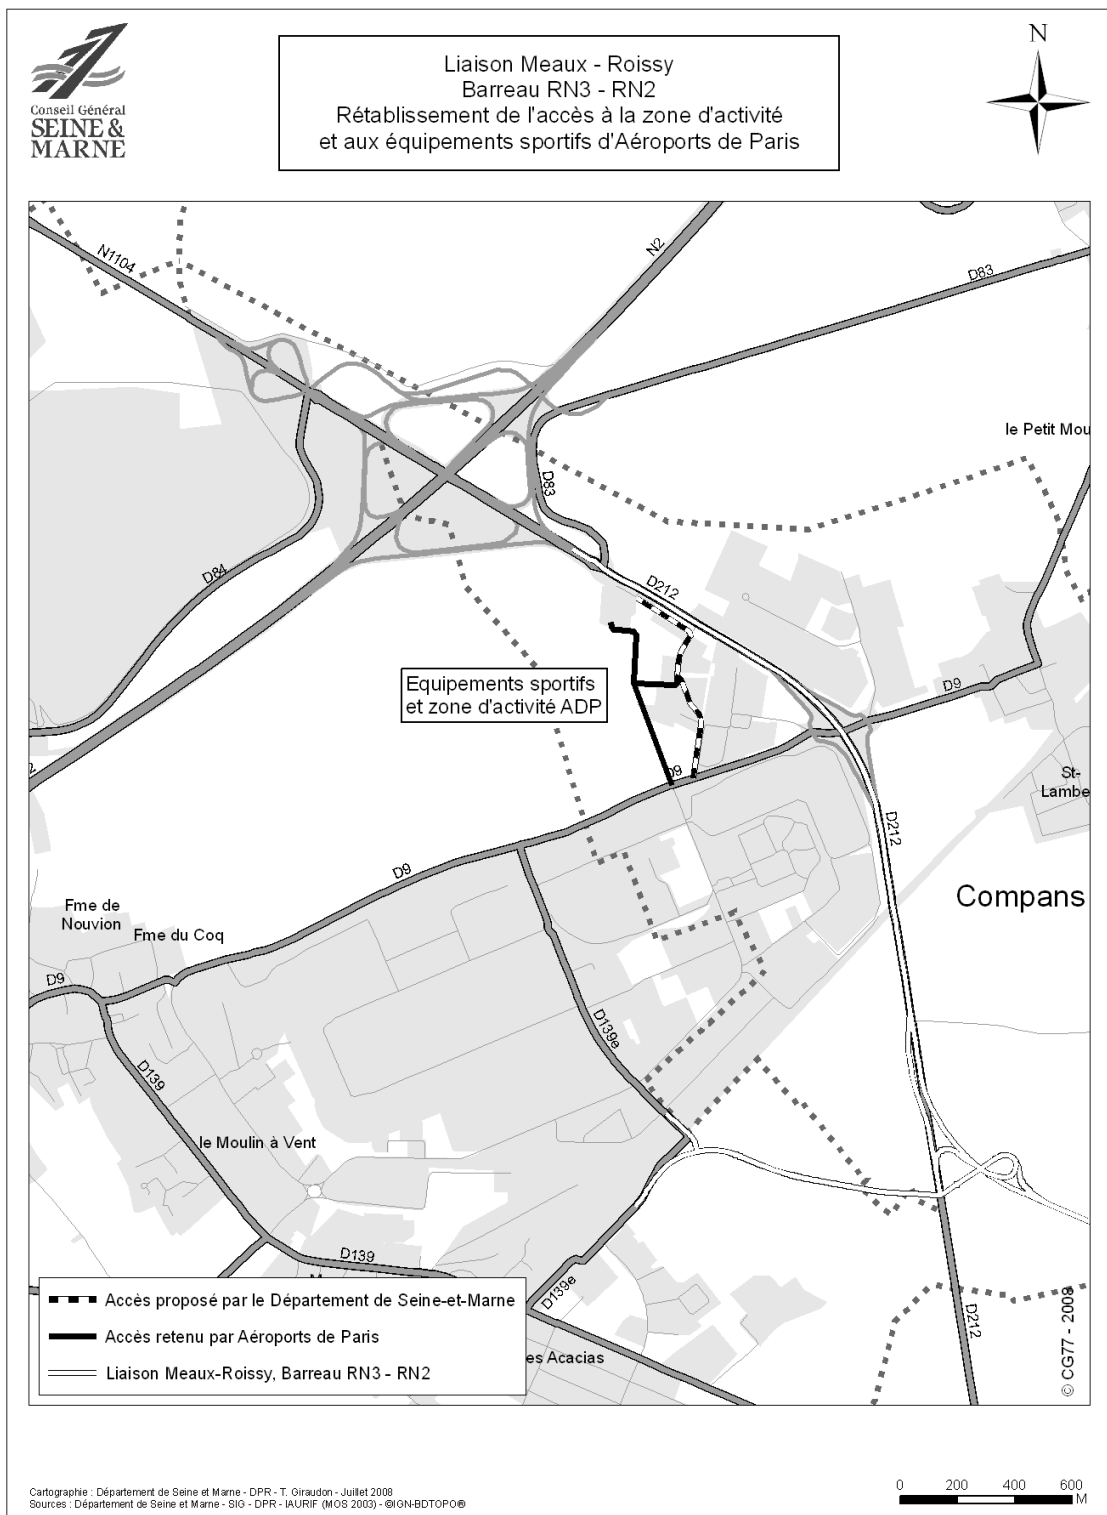 Conseil Général
SEINE &
MARNE
Liaison Meaux - Roissy
Barreau RN3 - RN2
Rétablissement de l'accès à la zone d'activité
et aux équipements sportifs d'Aéroports de Paris
N
N1104
N2
D83
le Petit Mou
D83
D84
D212
Equipements sportifs
et zone d'activité ADP
D9
D9
2
St-
Lambe
D212
D9
Compans
Fme de
Nouvion
Fme du Coq
D9
D139e
D139
le Moulin à Vent
D139
D139e
D212
es Acacias
Accès proposé par le Département de Seine-et-Marne
Accès retenu par Aéroports de Paris
Liaison Meaux-Roissy, Barreau RN3 - RN2
© CG77 - 2008
Cartographie : Département de Seine et Marne - DPR - T. Giraudon - Juillet 2008
Sources : Département de Seine et Marne - SIG - DPR - IAURIF (MOS 2003) - ©IGN-BDTOPO®
0 200 400 600
M